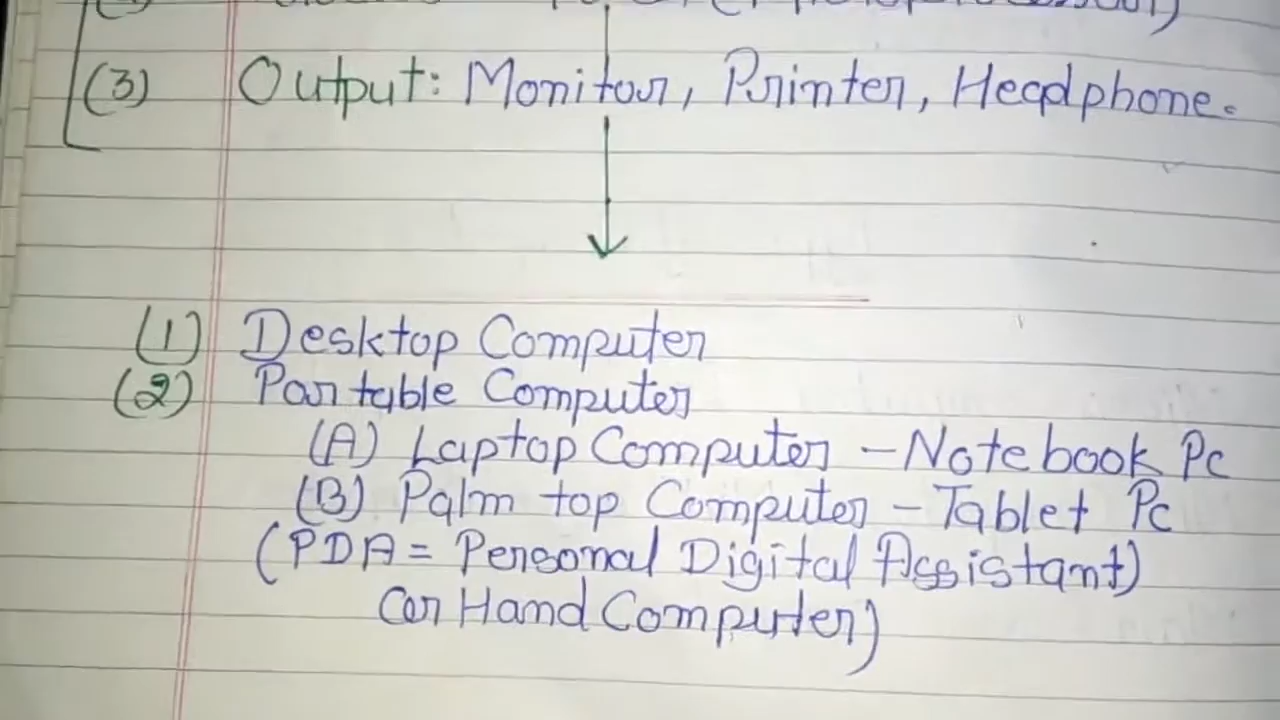 (3) Output: Monitor, Printer, Headphone.
(1) Desktop Computer
(2) Portable Computer
(A) Laptop Computer - Notebook Pc
(B) Palm top Computer - Tablet Pc
(PDA = Personal Digital Assistant)
(or Hand Computer)